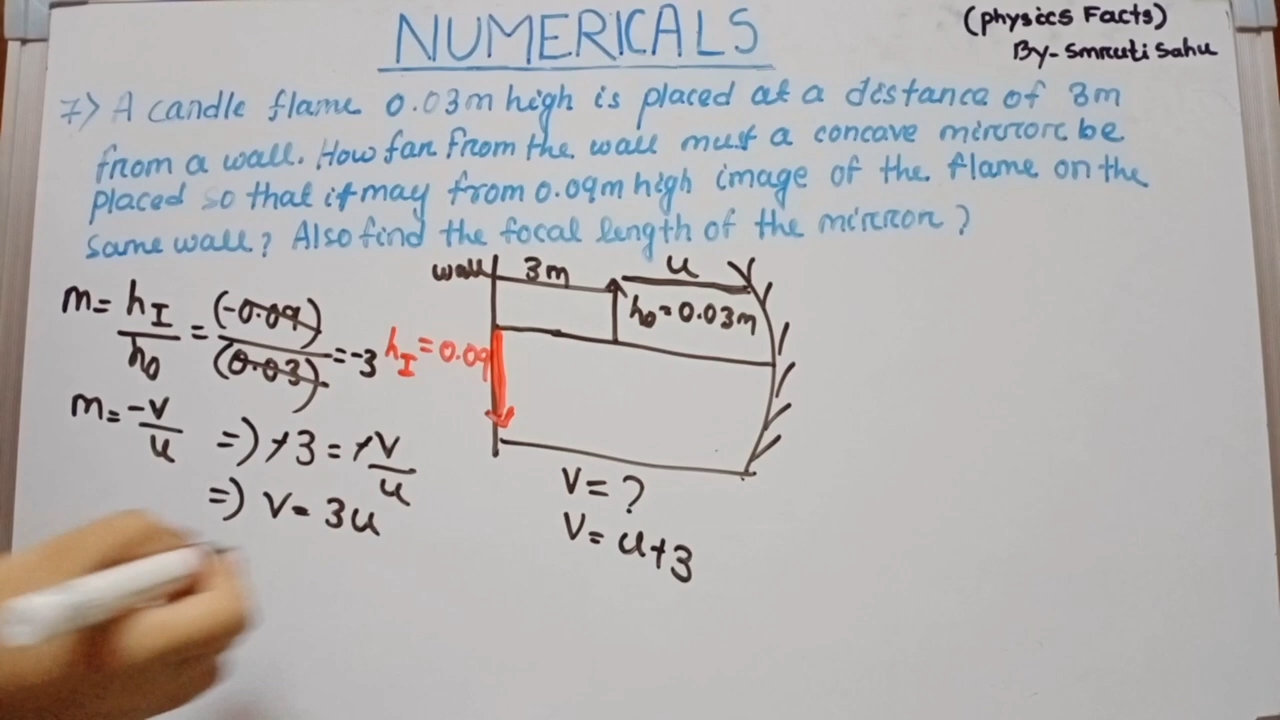 NUMERICALS
(physics Facts)
By-Smruti Sahu
7) A candle flame 0.03m high is placed at a distance of 3m
from a wall. How far from the wall must a concave mirror be
placed so that it may from 0.09m high image of the flame on the
same wall? Also find the focal length of the mirror?
wall 3m u
m = hI/h0 = (-0.09)/(0.03) = -3
h0=0.03m
hI=0.09
m = -v/u => -3 = -v/u
=> v = 3u
v = ?
v = u+3